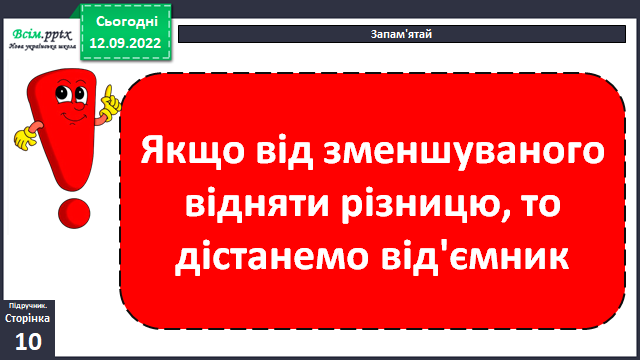 Всім.pptx
Нова українська школа
Сьогодні
12.09.2022
Запам'ятай
Якщо від зменшуваного
відняти різницю, то
дістанемо від'ємник
Підручник.
Сторінка
10